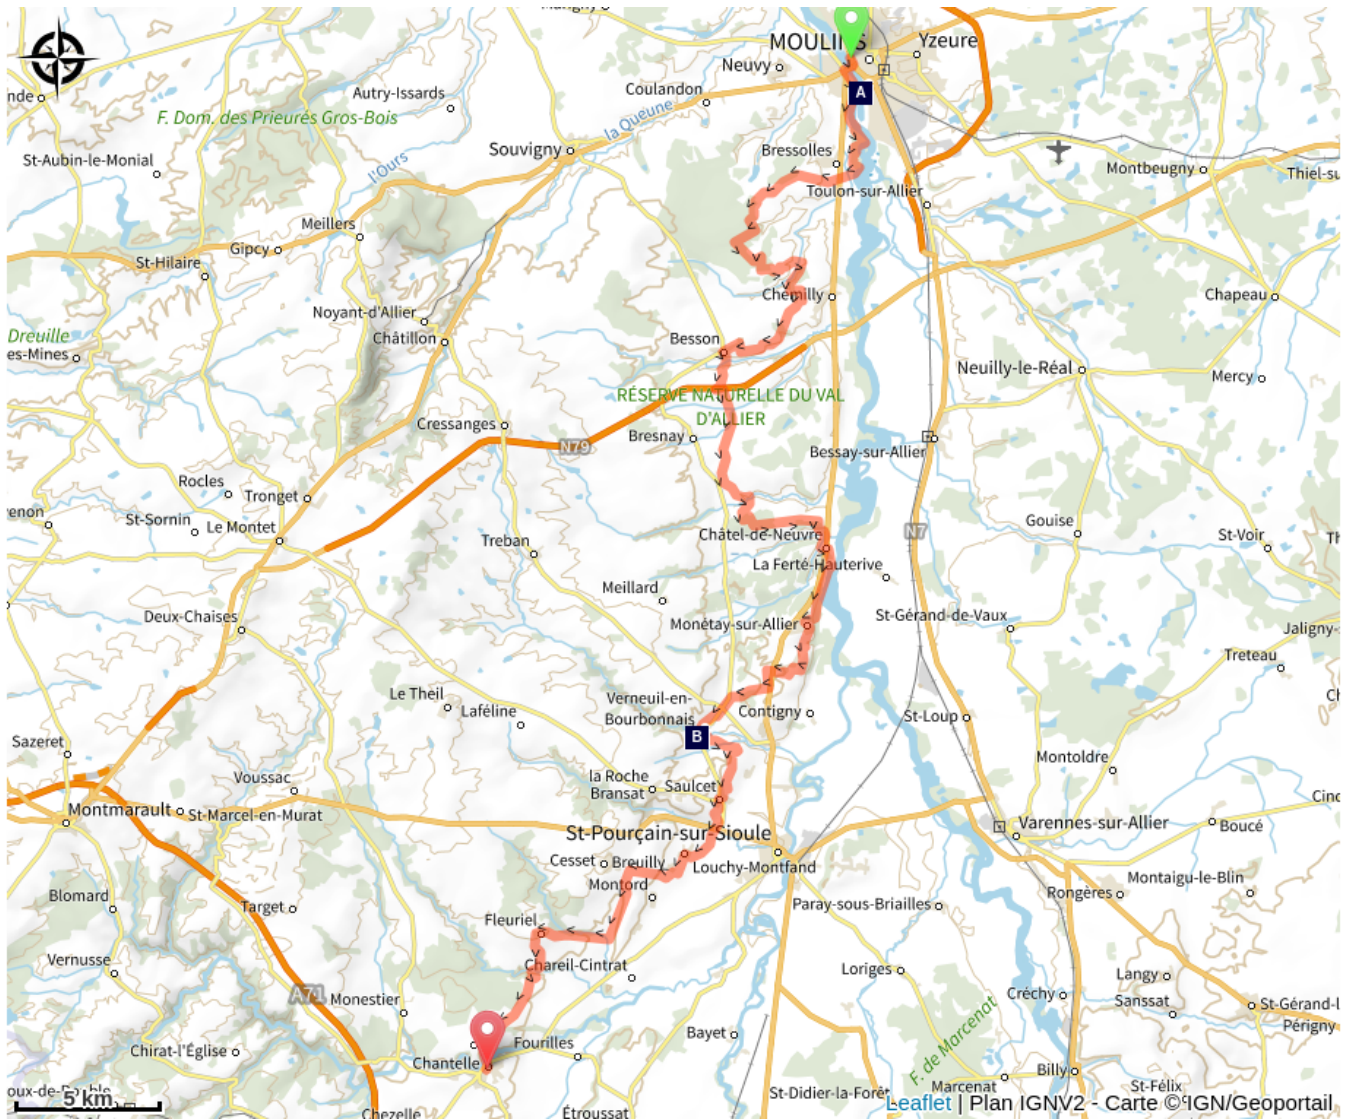 MOULINS
Yzeure
Neuvy
A
Coulandon
Autry-Issards
F. Dom. des Prieurés Gros-Bois
la Queune
Souvigny
Bressolles
St-Aubin-le-Monial
l'Ours
Montbeugny
Toulon-sur-Allier
Meillers
Gipcy
St-Hilaire
Chemilly
Chapeau
Noyant-d'Allier
Châtillon
Besson
Dreuille
es-Mines
Neuilly-le-Réal
Mercy
RÉSERVE NATURELLE DU VAL
D'ALLIER
Cressanges
Bresnay
N79
Bessay-sur-Allier
Rocles
Tronget
St-Sornin
Le Montet
Gouise
N7
St-Voir
Châtel-de-Neuvre
Treban
La Ferté-Hauterive
Meillard
Deux-Chaises
Monétay-sur-Allier
St-Gérand-de-Vaux
Jaligny-
Treteau
Le Theil
Laféline
Verneuil-en-
Bourbonnais
Contigny
St-Loup
B
Sazeret
Montoldre
Voussac
la Roche
Bransat
Saulcet
Montmarault
St-Marcel-en-Murat
St-Pourçain-sur-Sioule
Varennes-sur-Allier
Boucé
Cesset
Breuilly
Louchy-Montfand
Montord
Blomard
Target
Montaigu-le-Blin
Rongères
Paray-sous-Briailles
Fleuriel
Vernusse
Chareil-Cintrat
Loriges
Langy
A71
Monestier
Créchy
Sanssat
St-Gérand-l
Périgny
F. de Marcenat
Chirat-l'Église
Chantelle
Fourilles
Bayet
Billy
St-Didier-la-Forêt
Marcenat
St-Félix
5 km
Chezelle
Étroussat
Leaflet | Plan IGNV2 - Carte © IGN/Geoportail